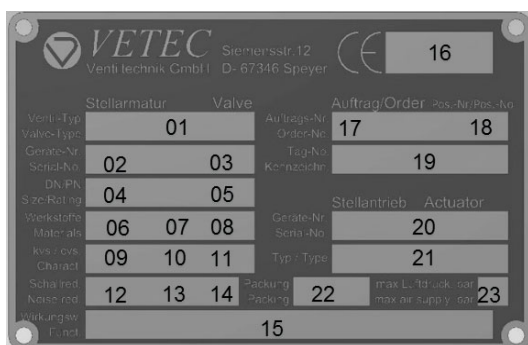 VETEC Siemensstr.12 CE 16
Ventiltechnik GmbH D- 67346 Speyer
Stellarmatur Valve Auftrag/Order Pos.-Nr/Pos.-No
Ventil-Typ Auftrags-Nr
Valve-Type 01 Order-No. 17 18
Geräte-Nr. Tag-No
Serial-No. 02 03 Kennzeichn. 19
DN/PN
Size/Rating 04 05 Stellantrieb Actuator
Werkstoffe Geräte-Nr.
Materials 06 07 08 Serial-No. 20
kvs / cvs
Charact. 09 10 11 Typ / Type 21
Schallred. Packung max Luftdruck bar
Noise red. 12 13 14 Packing 22 max air supply bar 23
Wirkungsw.
Funct. 15